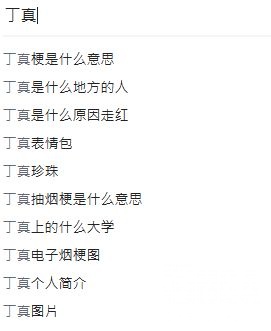 丁真
丁真梗是什么意思
丁真是什么地方的人
丁真是什么原因走红
丁真表情包
丁真珍珠
丁真抽烟梗是什么意思
丁真上的什么大学
丁真电子烟梗图
丁真个人简介
丁真图片